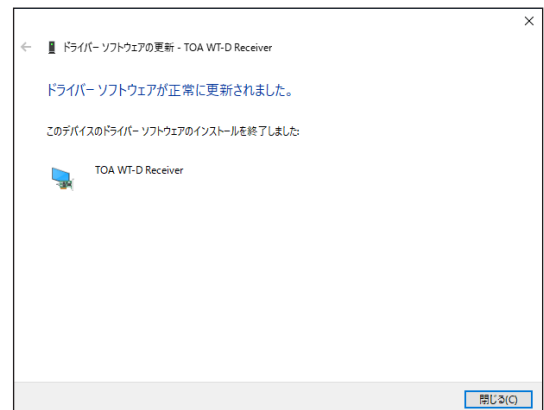 ドライバー ソフトウェアの更新 - TOA WT-D Receiver
ドライバー ソフトウェアが正常に更新されました。
このデバイスのドライバー ソフトウェアのインストールを終了しました:
TOA WT-D Receiver
閉じる(C)